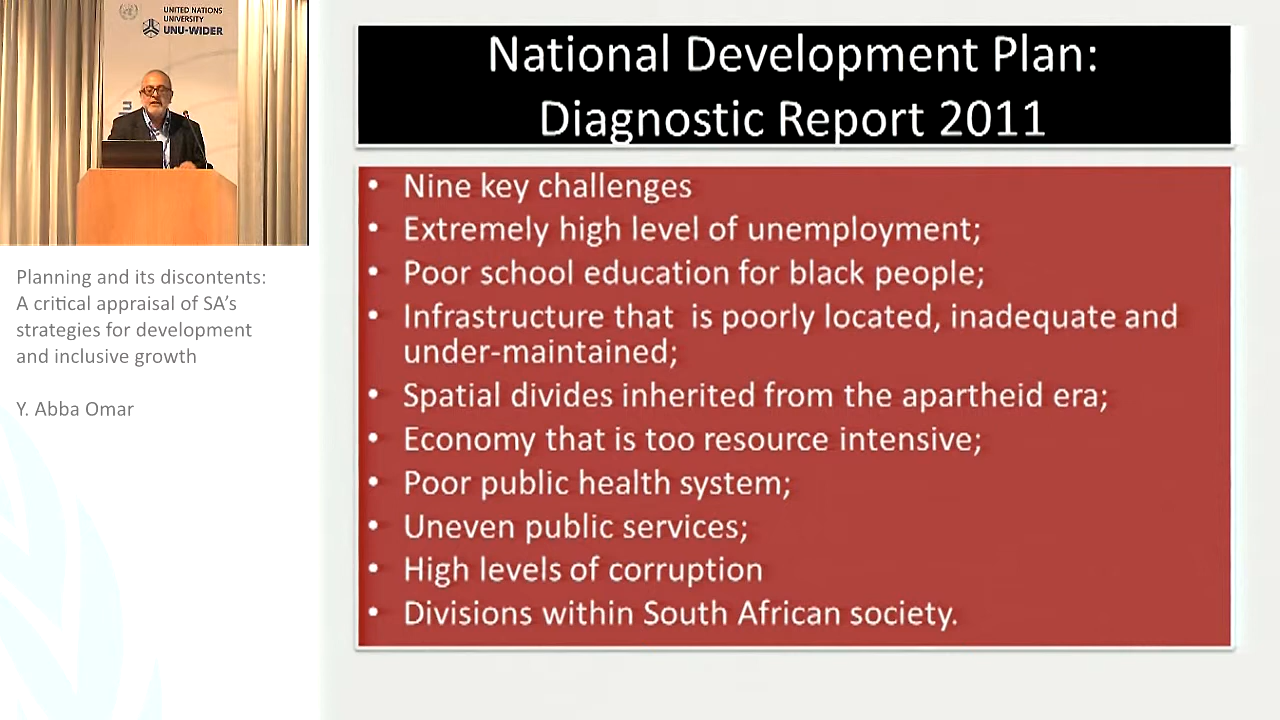 UNITED NATIONS
UNIVERSITY
UNU-WIDER
Planning and its discontents:
A critical appraisal of SA's
strategies for development
and inclusive growth
Y. Abba Omar
National Development Plan:
Diagnostic Report 2011
• Nine key challenges
• Extremely high level of unemployment;
• Poor school education for black people;
• Infrastructure that is poorly located, inadequate and
under-maintained;
• Spatial divides inherited from the apartheid era;
• Economy that is too resource intensive;
• Poor public health system;
• Uneven public services;
• High levels of corruption
• Divisions within South African society.